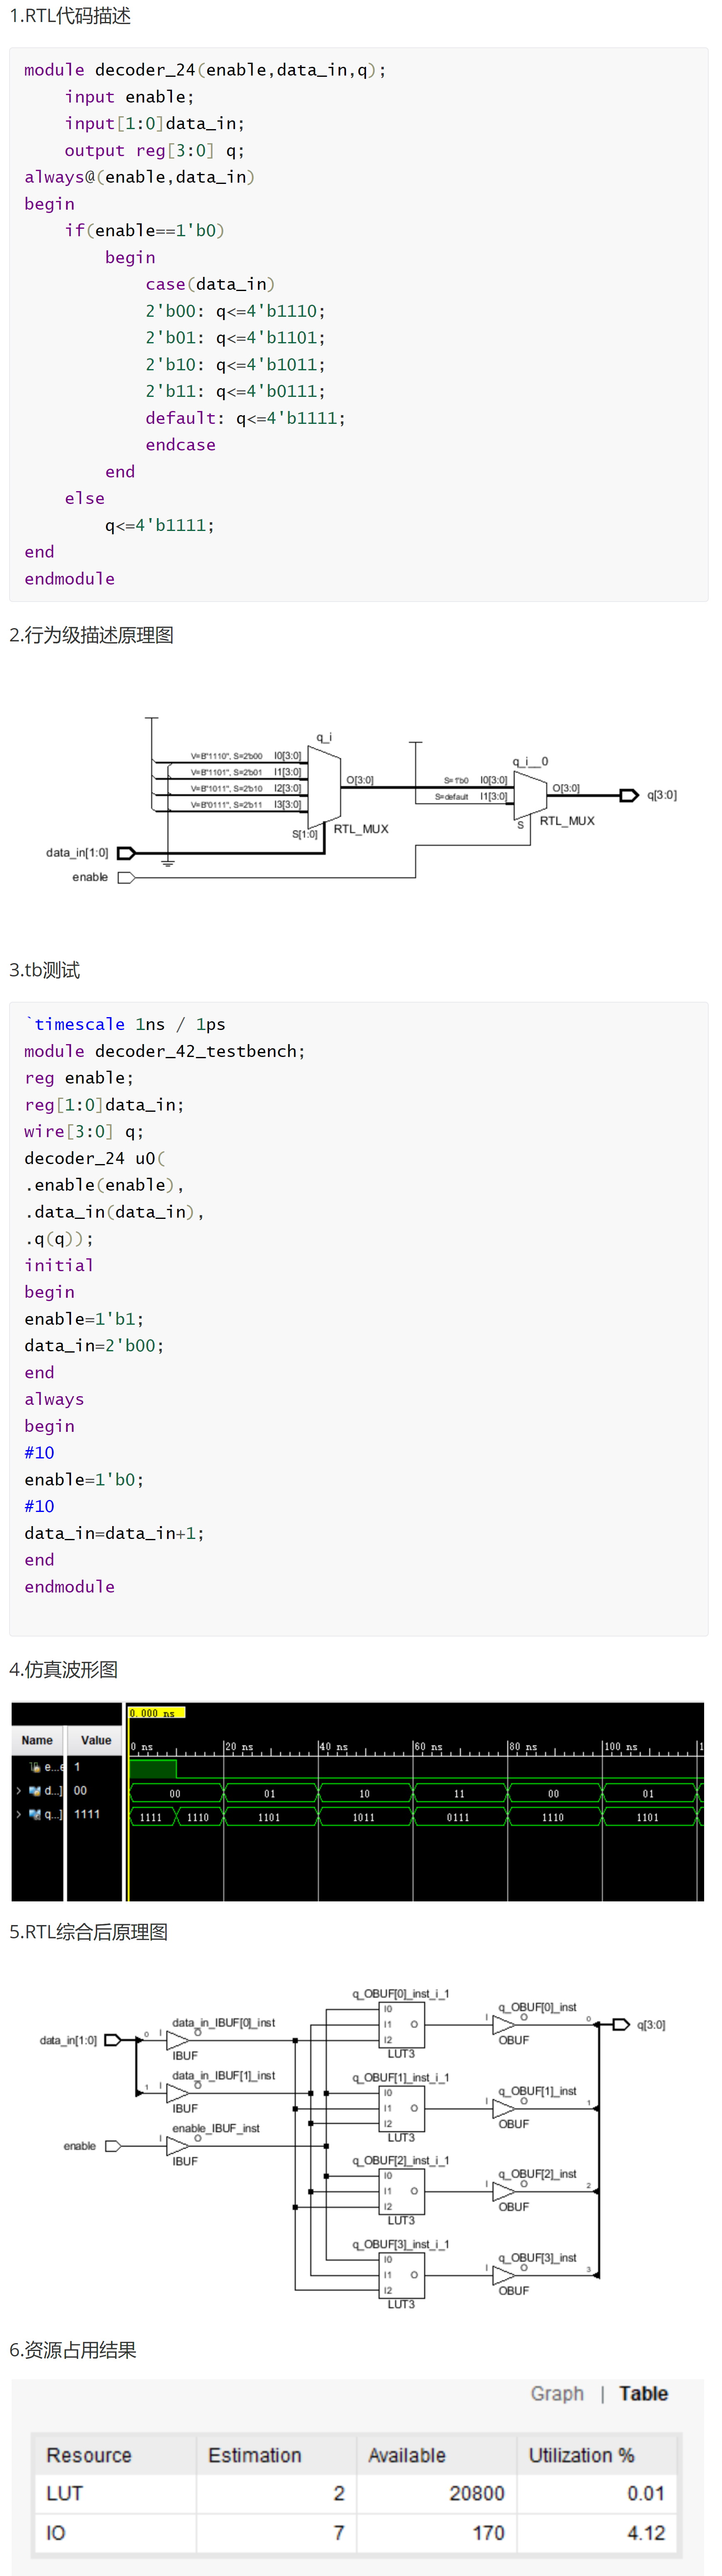 1.RTL代码描述
module decoder_24(enable,data_in,q);
input enable;
input[1:0]data_in;
output reg[3:0] q;
always@(enable,data_in)
begin
if(enable==1'b0)
begin
case(data_in)
2'b00: q<=4'b1110;
2'b01: q<=4'b1101;
2'b10: q<=4'b1011;
2'b11: q<=4'b0111;
default: q<=4'b1111;
endcase
end
else
q<=4'b1111;
end
endmodule
2.行为级描述原理图
q_i
V=B"1110", S=2'b00 I0[3:0]
V=B"1101", S=2'b01 I1[3:0]
V=B"1011", S=2'b10 I2[3:0]
V=B"0111", S=2'b11 I3[3:0]
O[3:0]
S[1:0]
RTL_MUX
q_i__0
S=1'b0 I0[3:0]
S=default I1[3:0]
O[3:0]
S
RTL_MUX
q[3:0]
data_in[1:0]
enable
3.tb测试
`timescale 1ns / 1ps
module decoder_42_testbench;
reg enable;
reg[1:0]data_in;
wire[3:0] q;
decoder_24 u0(
.enable(enable),
.data_in(data_in),
.q(q));
initial
begin
enable=1'b1;
data_in=2'b00;
end
always
begin
#10
enable=1'b0;
#10
data_in=data_in+1;
end
endmodule
4.仿真波形图
0.000 ns
Name Value
0 ns 20 ns 40 ns 60 ns 80 ns 100 ns 1
e...e 1
d...] 00 00 01 10 11 00 01
q...] 1111 1111 1110 1101 1011 0111 1110 1101
5.RTL综合后原理图
q_OBUF[0]_inst_i_1
I0
I1 O
I2
LUT3
q_OBUF[0]_inst
I O
OBUF
0
q[3:0]
data_in[1:0]
0
data_in_IBUF[0]_inst
I O
IBUF
1
data_in_IBUF[1]_inst
I O
IBUF
q_OBUF[1]_inst_i_1
I0
I1 O
I2
LUT3
q_OBUF[1]_inst
I O
OBUF
1
enable
enable_IBUF_inst
I O
IBUF
q_OBUF[2]_inst_i_1
I0
I1 O
I2
LUT3
q_OBUF[2]_inst
I O
OBUF
2
q_OBUF[3]_inst_i_1
I0
I1 O
I2
LUT3
q_OBUF[3]_inst
I O
OBUF
3
6.资源占用结果
Graph | Table
Resource Estimation Available Utilization %
LUT 2 20800 0.01
IO 7 170 4.12